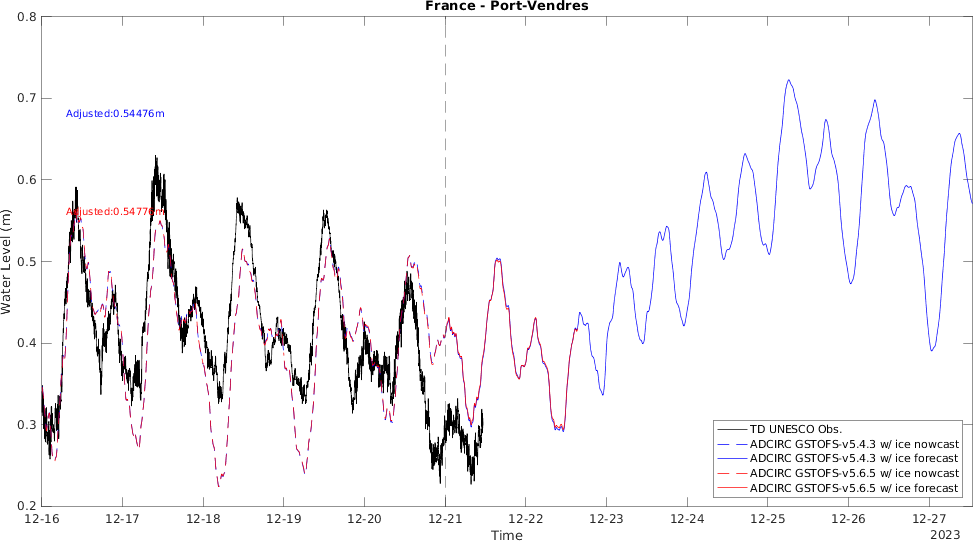 France - Port-Vendres
0.8
0.7
0.6
0.5
0.4
0.3
0.2
Water Level (m)
Adjusted:0.54476m
Adjusted:0.54776m
TD UNESCO Obs.
ADCIRC GSTOFS-v5.4.3 w/ ice nowcast
ADCIRC GSTOFS-v5.4.3 w/ ice forecast
ADCIRC GSTOFS-v5.6.5 w/ ice nowcast
ADCIRC GSTOFS-v5.6.5 w/ ice forecast
12-16 12-17 12-18 12-19 12-20 12-21 12-22 12-23 12-24 12-25 12-26 12-27
Time
2023